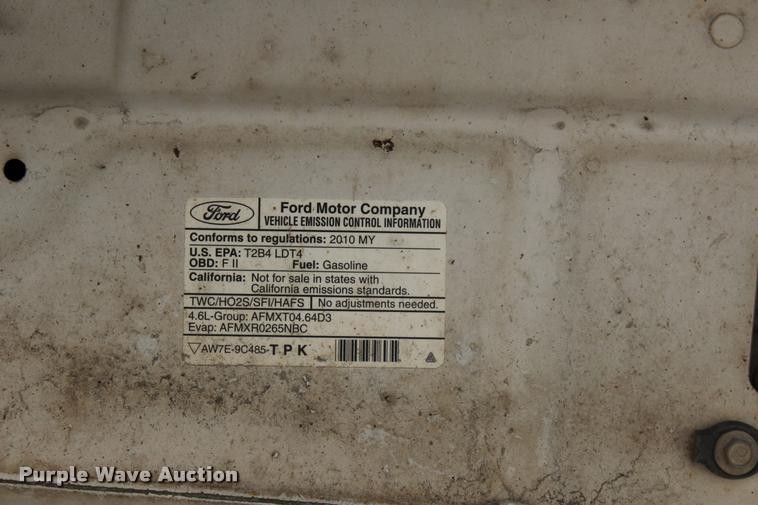 Ford
Ford Motor Company
VEHICLE EMISSION CONTROL INFORMATION
Conforms to regulations: 2010 MY
U.S. EPA: T2B4 LDT4
OBD: F II Fuel: Gasoline
California: Not for sale in states with
California emissions standards.
TWC/HO2S/SFI/HAFS No adjustments needed.
4.6L-Group: AFMXT04.64D3
Evap: AFMXR0265NBC
AW7E-9C485-T P K
Purple Wave Auction